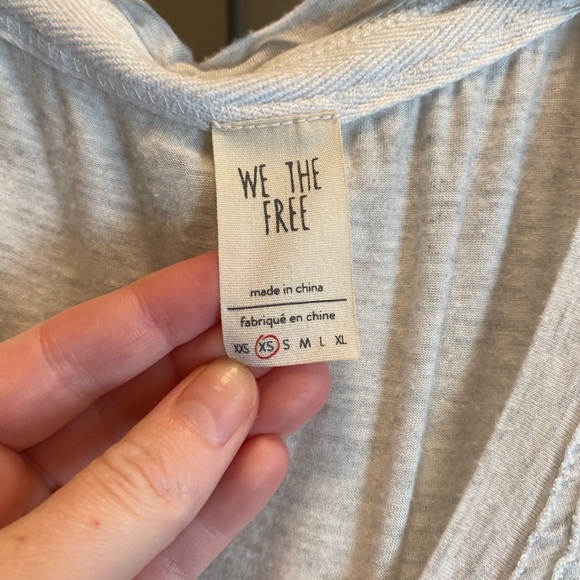 WE THE
FREE
made in china
fabriqué en chine
XXS XS S M L XL